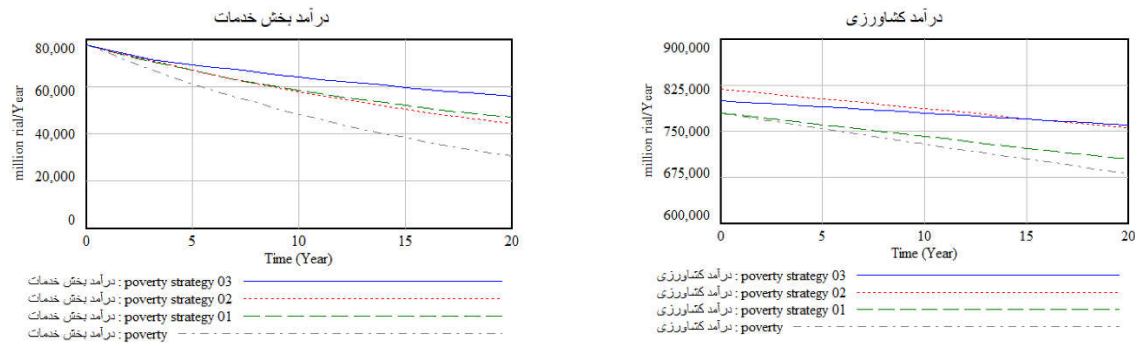 درآمد بخش خدمات
80,000
60,000
40,000
20,000
0
million rial/Year
0 5 10 15 20
Time (Year)
درآمد بخش خدمات : poverty strategy 03
درآمد بخش خدمات : poverty strategy 02
درآمد بخش خدمات : poverty strategy 01
درآمد بخش خدمات : poverty
درآمد کشاورزی
900,000
825,000
750,000
675,000
600,000
million rial/Year
0 5 10 15 20
Time (Year)
درآمد کشاورزی : poverty strategy 03
درآمد کشاورزی : poverty strategy 02
درآمد کشاورزی : poverty strategy 01
درآمد کشاورزی : poverty